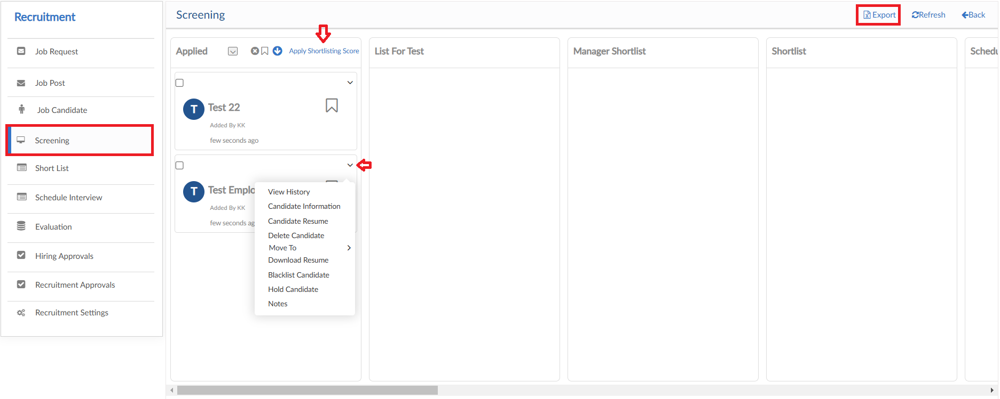 Recruitment
Job Request
Job Post
Job Candidate
Screening
Short List
Schedule Interview
Evaluation
Hiring Approvals
Recruitment Approvals
Recruitment Settings
Screening
Export
Refresh
Back
Applied
Apply Shortlisting Score
T
Test 22
Added By KK
few seconds ago
T
Test Emplo
Added By KK
few seconds ag
View History
Candidate Information
Candidate Resume
Delete Candidate
Move To
Download Resume
Blacklist Candidate
Hold Candidate
Notes
List For Test
Manager Shortlist
Shortlist
Schedu